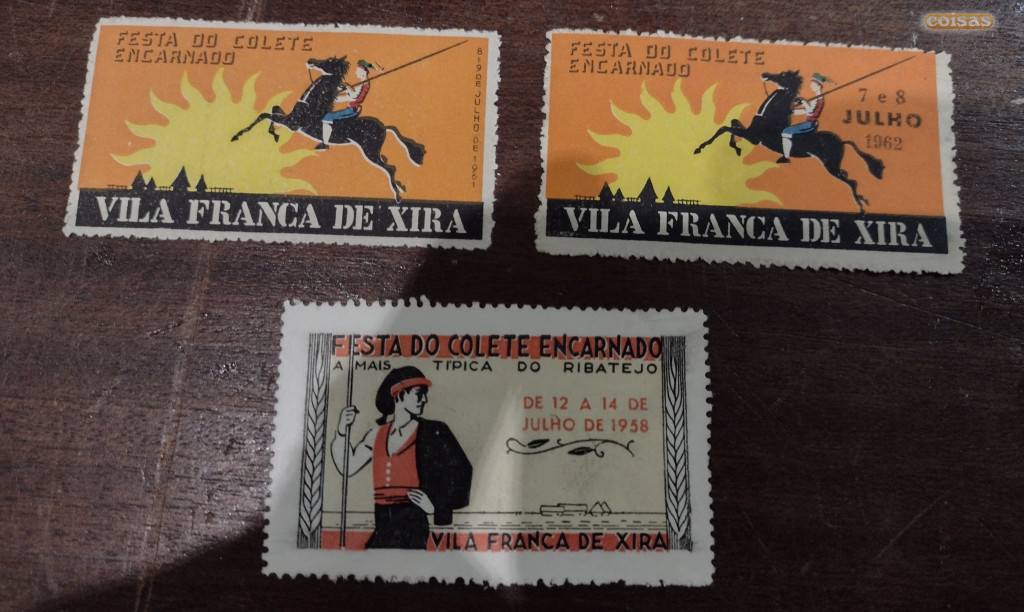 FESTA DO COLETE
ENCARNADO
8 I 9 DE JULHO DE 1961
VILA FRANCA DE XIRA
FESTA DO COLETE
ENCARNADO
7 e 8
JULHO
1962
VILA FRANCA DE XIRA
FESTA DO COLETE ENCARNADO
A MAIS TÍPICA DO RIBATEJO
DE 12 A 14 DE
JULHO DE 1958
VILA FRANCA DE XIRA
coisas